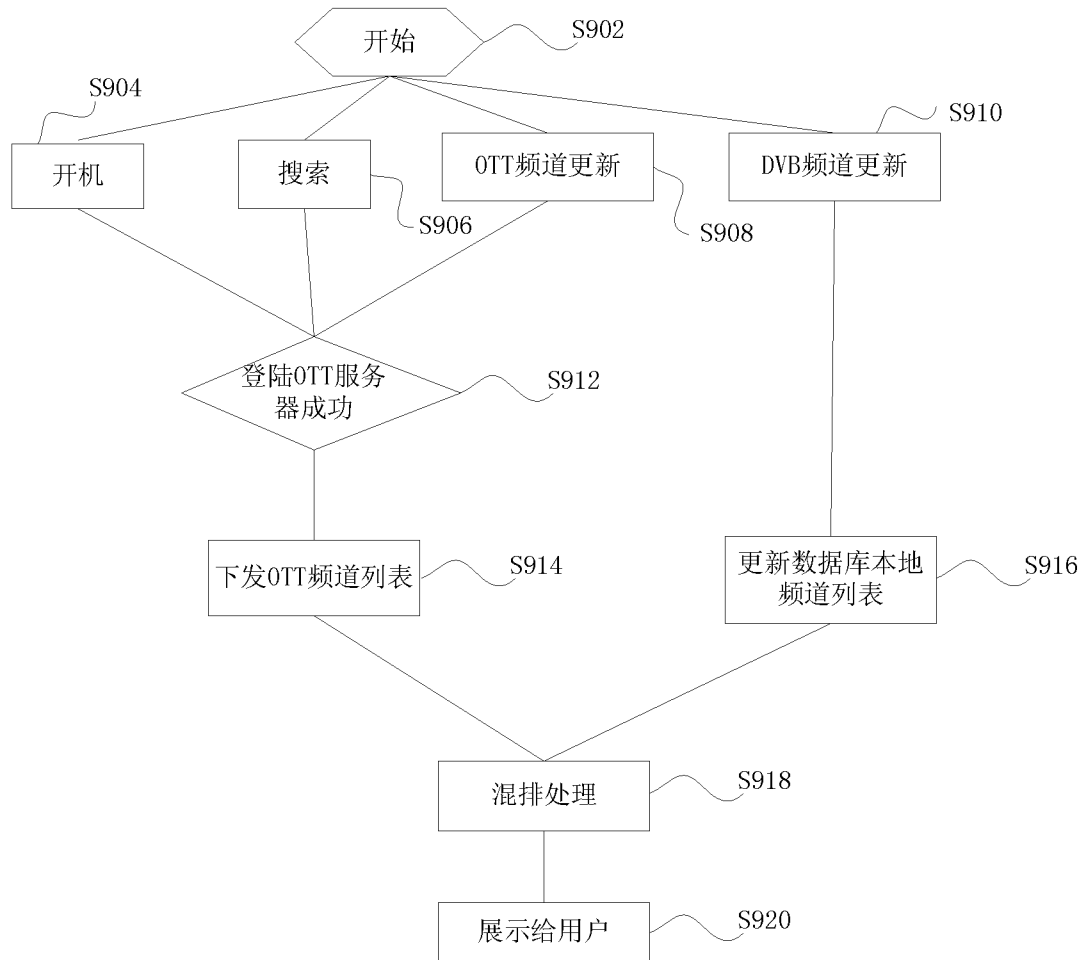 开始
S902
S904
S910
开机
搜索
OTT频道更新
DVB频道更新
S906
S908
登陆OTT服务
器成功
S912
下发OTT频道列表
S914
更新数据库本地
频道列表
S916
混排处理
S918
展示给用户
S920